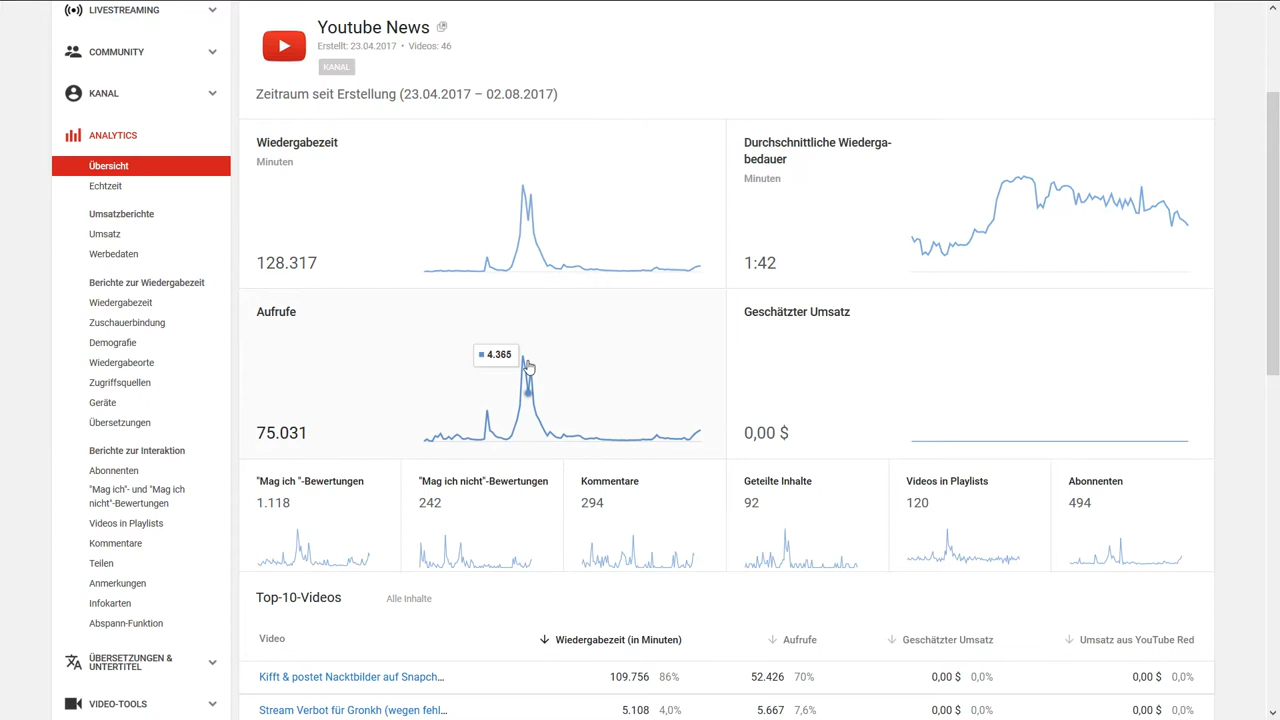 LIVESTREAMING
COMMUNITY
KANAL
ANALYTICS
Übersicht
Echtzeit
Umsatzberichte
Umsatz
Werbedaten
Berichte zur Wiedergabezeit
Wiedergabezeit
Zuschauerbindung
Demografie
Wiedergabeorte
Zugriffsquellen
Geräte
Übersetzungen
Berichte zur Interaktion
Abonnenten
"Mag ich"- und "Mag ich
nicht"-Bewertungen
Videos in Playlists
Kommentare
Teilen
Anmerkungen
Infokarten
Abspann-Funktion
ÜBERSETZUNGEN &
UNTERTITEL
VIDEO-TOOLS
Youtube News
Erstellt: 23.04.2017 • Videos: 46
KANAL
Zeitraum seit Erstellung (23.04.2017 – 02.08.2017)
Wiedergabezeit
Minuten
128.317
Durchschnittliche Wiederga-
bedauer
Minuten
1:42
Aufrufe
4.365
75.031
Geschätzter Umsatz
0,00 $
"Mag ich "-Bewertungen
1.118
"Mag ich nicht"-Bewertungen
242
Kommentare
294
Geteilte Inhalte
92
Videos in Playlists
120
Abonnenten
494
Top-10-Videos Alle Inhalte
Video Wiedergabezeit (in Minuten) Aufrufe Geschätzter Umsatz Umsatz aus YouTube Red
Kifft & postet Nacktbilder auf Snapch... 109.756 86% 52.426 70% 0,00 $ 0,0% 0,00 $ 0,0%
Stream Verbot für Gronkh (wegen fehl... 5.108 4,0% 5.667 7,6% 0,00 $ 0,0% 0,00 $ 0,0%